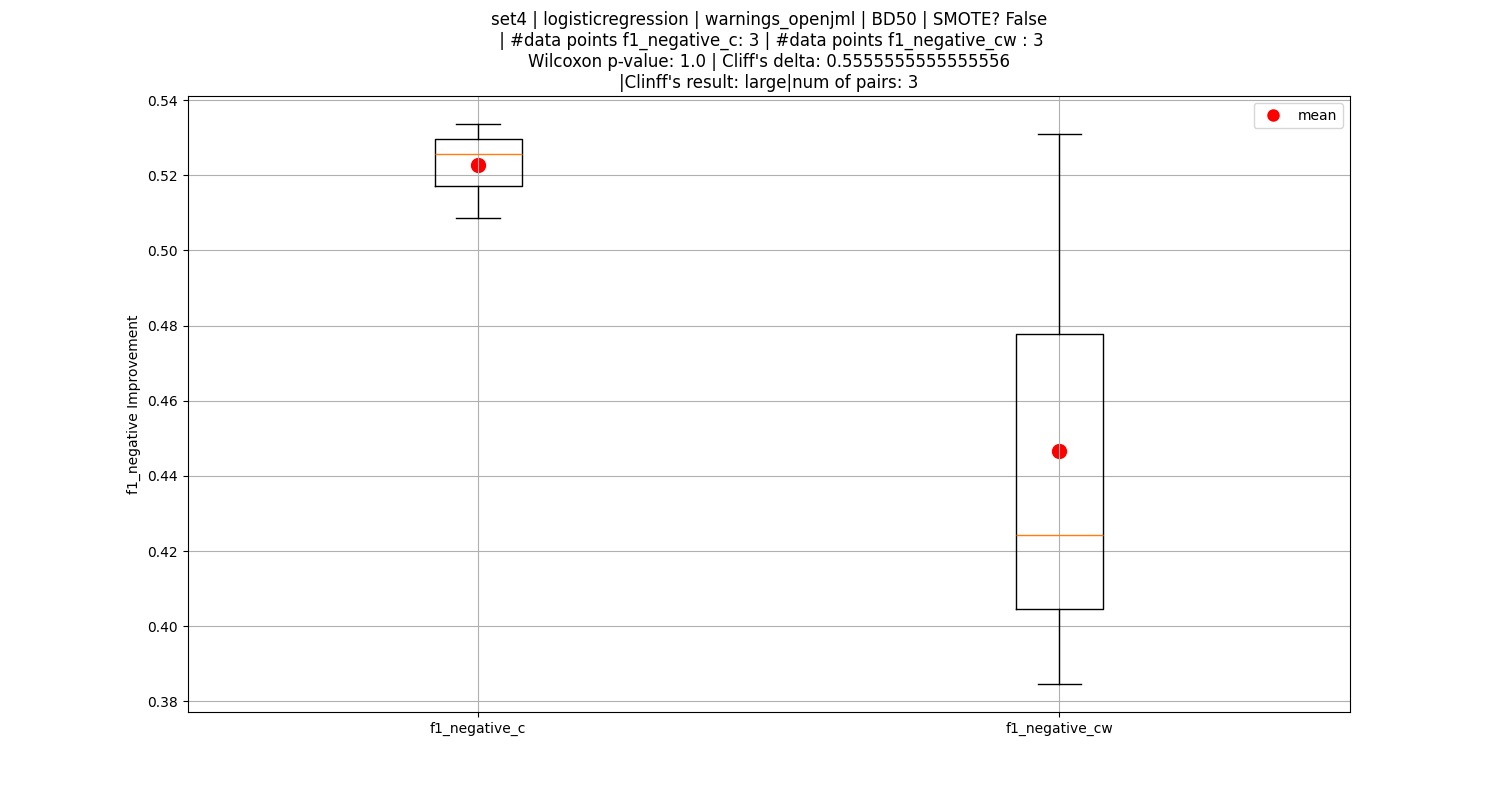 set4 | logisticregression | warnings_openjml | BD50 | SMOTE? False
| #data points f1_negative_c: 3 | #data points f1_negative_cw : 3
Wilcoxon p-value: 1.0 | Cliff's delta: 0.5555555555555556
|Clinff's result: large|num of pairs: 3
mean
0.54
0.52
0.50
0.48
0.46
0.44
0.42
0.40
0.38
f1_negative Improvement
f1_negative_c
f1_negative_cw